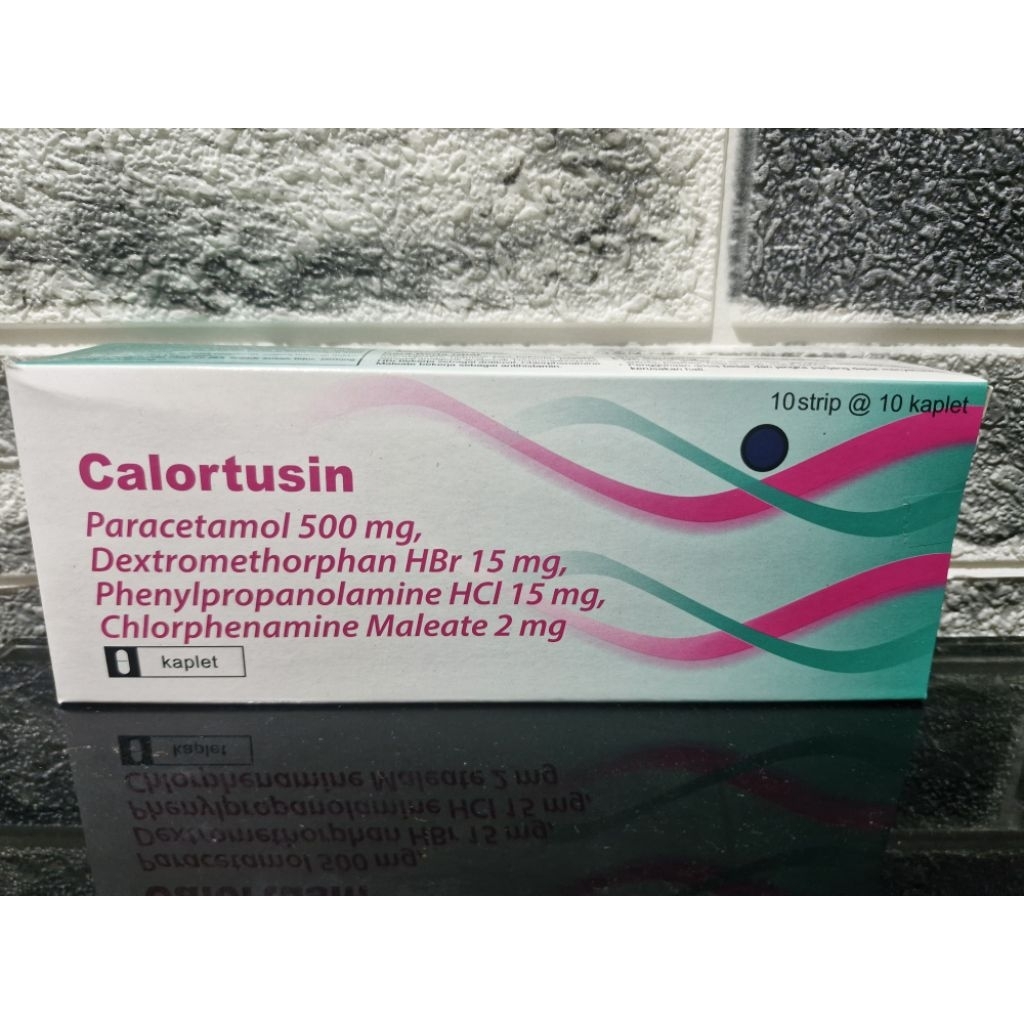 10 strip @ 10 kaplet
Calortusin
Paracetamol 500 mg,
Dextromethorphan HBr 15 mg,
Phenylpropanolamine HCl 15 mg,
Chlorphenamine Maleate 2 mg
kaplet